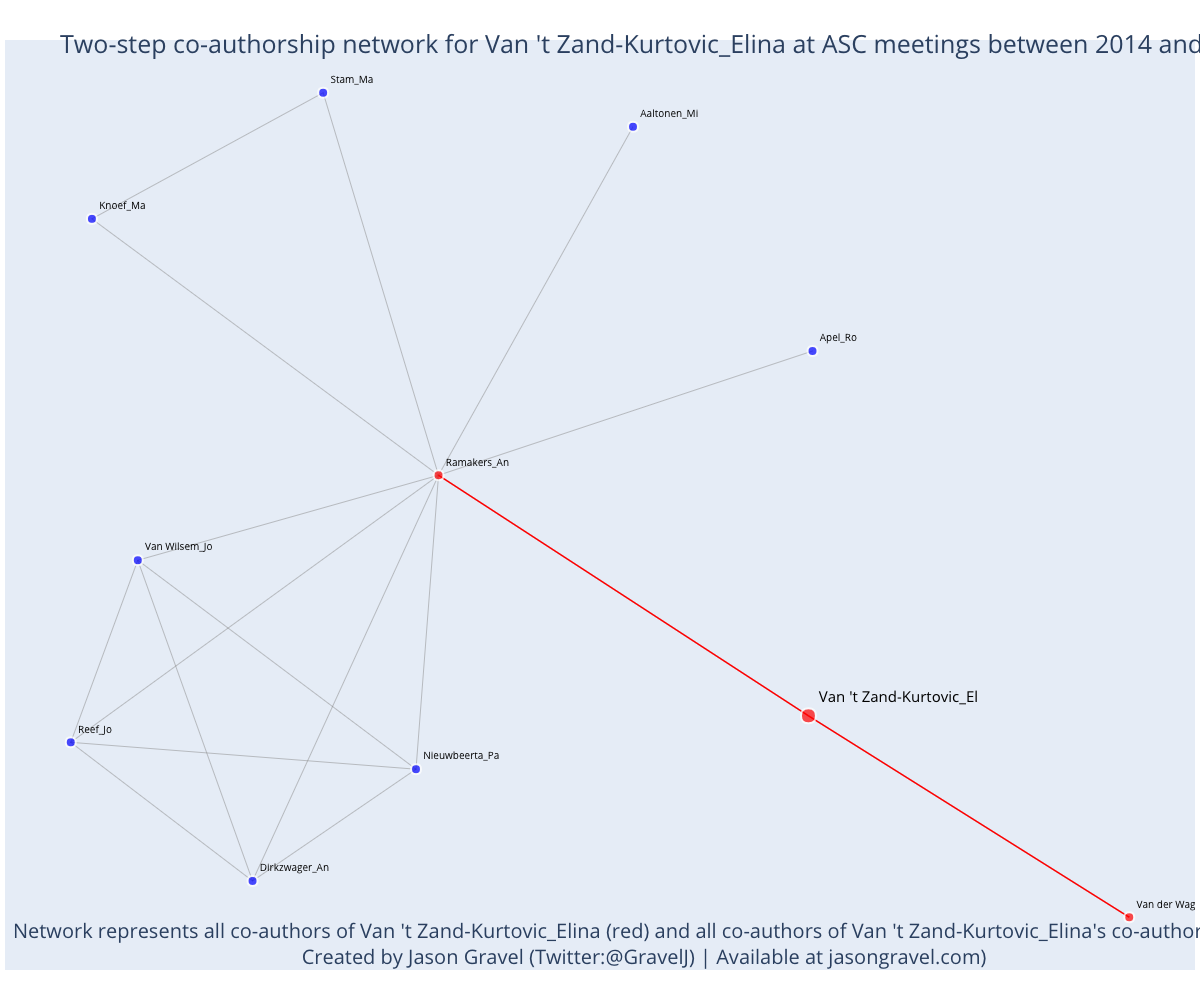 Two-step co-authorship network for Van 't Zand-Kurtovic_Elina at ASC meetings between 2014 and
Stam_Ma
Aaltonen_Mi
Knoef_Ma
Apel_Ro
Ramakers_An
Van Wilsem_Jo
Van 't Zand-Kurtovic_El
Reef_Jo
Nieuwbeerta_Pa
Dirkzwager_An
Van der Wag
Network represents all co-authors of Van 't Zand-Kurtovic_Elina (red) and all co-authors of Van 't Zand-Kurtovic_Elina's co-author
Created by Jason Gravel (Twitter:@GravelJ) | Available at jasongravel.com)